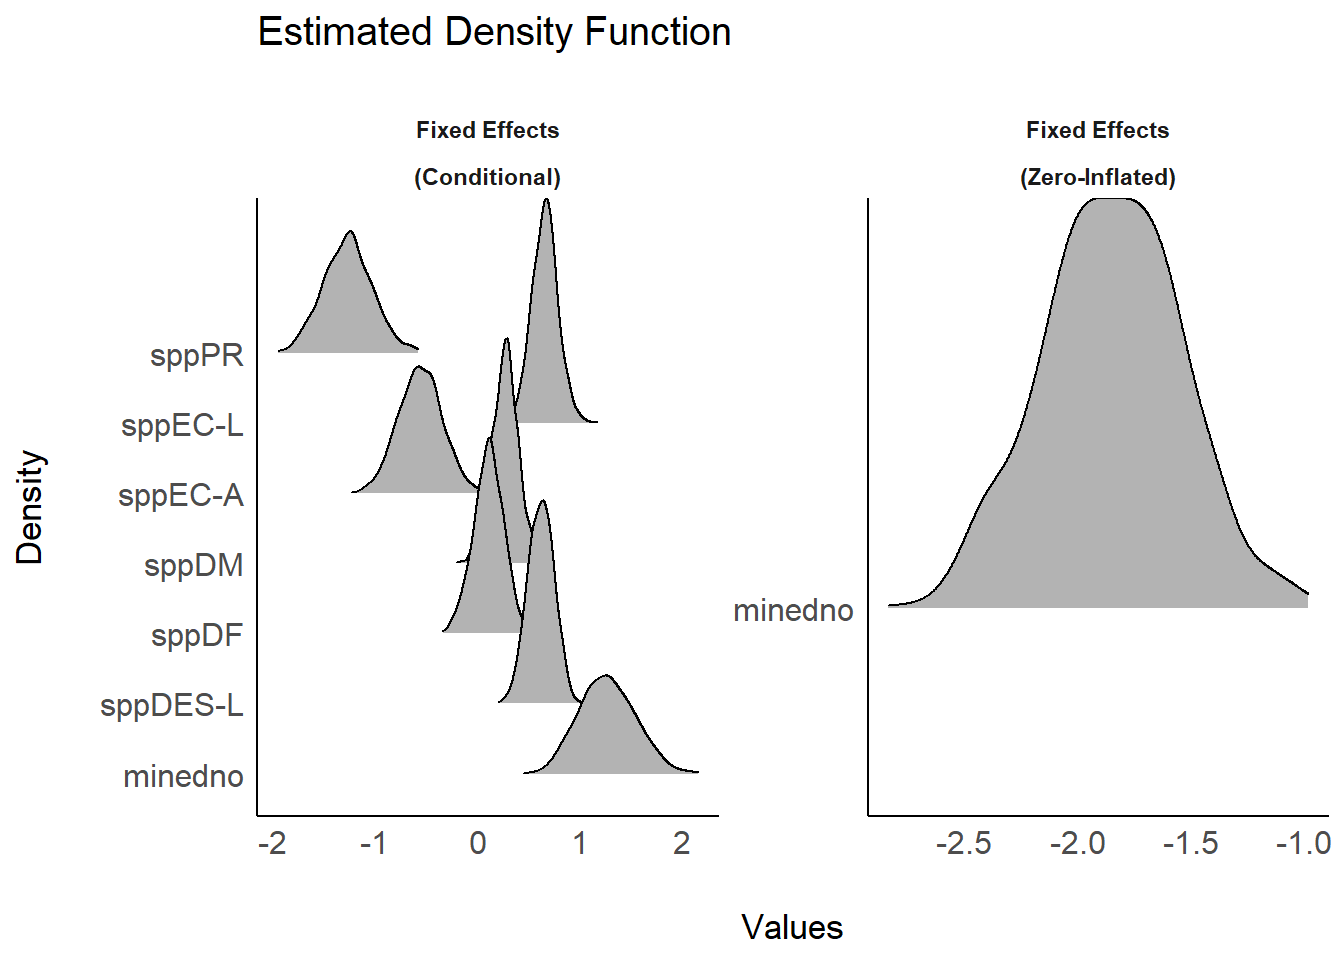 Estimated Density Function
Fixed Effects
(Conditional)
Fixed Effects
(Zero-Inflated)
Density
sppPR
sppEC-L
sppEC-A
sppDM
sppDF
sppDES-L
minedno
minedno
-2 -1 0 1 2
-2.5 -2.0 -1.5 -1.0
Values